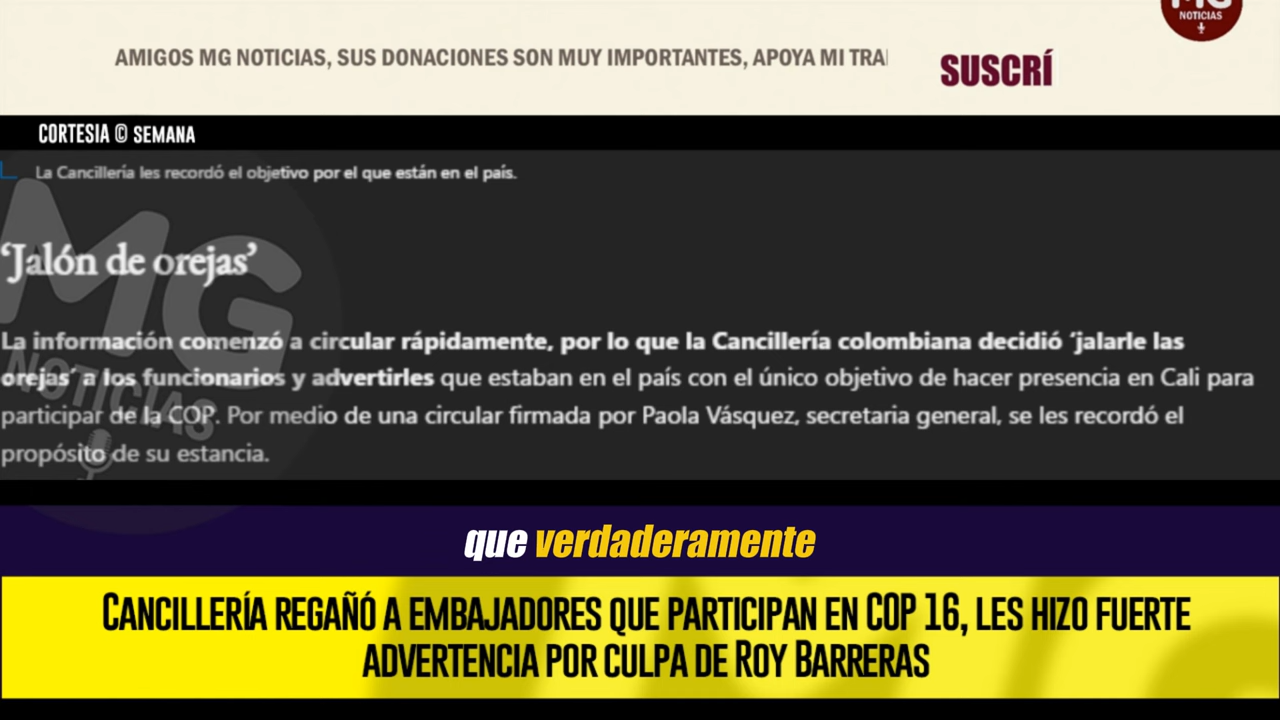 MG
NOTICIAS
AMIGOS MG NOTICIAS, SUS DONACIONES SON MUY IMPORTANTES, APOYA MI TRA
SUSCRÍ
CORTESIA © SEMANA
La Cancillería les recordó el objetivo por el que están en el país.
‘Jalón de orejas’
La información comenzó a circular rápidamente, por lo que la Cancillería colombiana decidió ‘jalarle las
orejas’ a los funcionarios y advertirles que estaban en el país con el único objetivo de hacer presencia en Cali para
participar de la COP. Por medio de una circular firmada por Paola Vásquez, secretaria general, se les recordó el
propósito de su estancia.
MG
NOTICIAS
que verdaderamente
CANCILLERÍA REGAÑÓ A EMBAJADORES QUE PARTICIPAN EN COP 16, LES HIZO FUERTE
ADVERTENCIA POR CULPA DE ROY BARRERAS